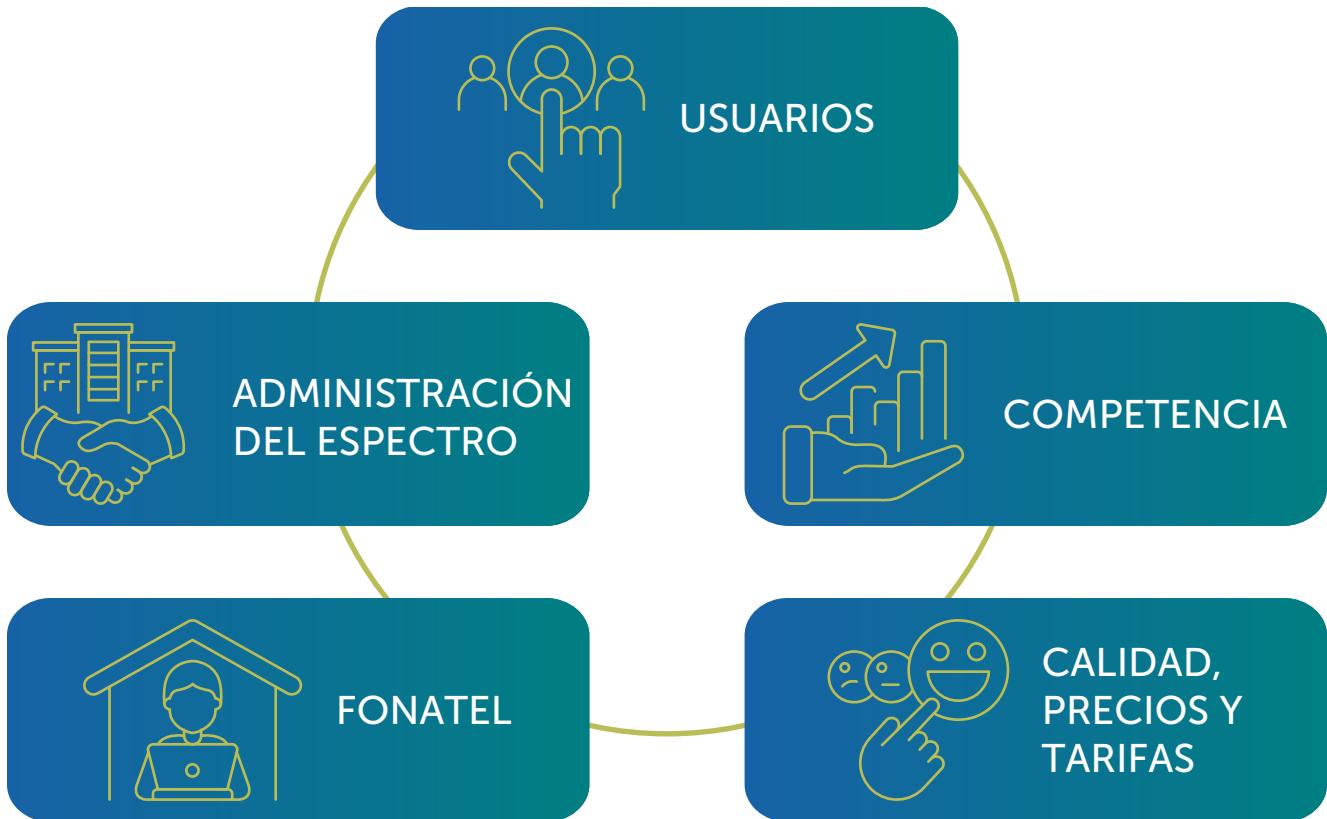 USUARIOS
ADMINISTRACIÓN
DEL ESPECTRO
COMPETENCIA
FONATEL
CALIDAD,
PRECIOS Y
TARIFAS